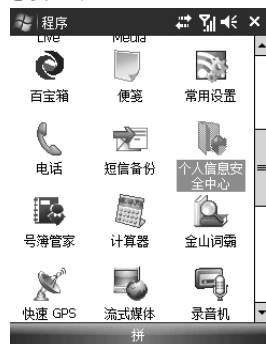 程序
Live
Media
百宝箱
便笺
常用设置
电话
短信备份
个人信息安
全中心
号簿管家
计算器
金山词霸
快速 GPS
流式媒体
录音机
拼